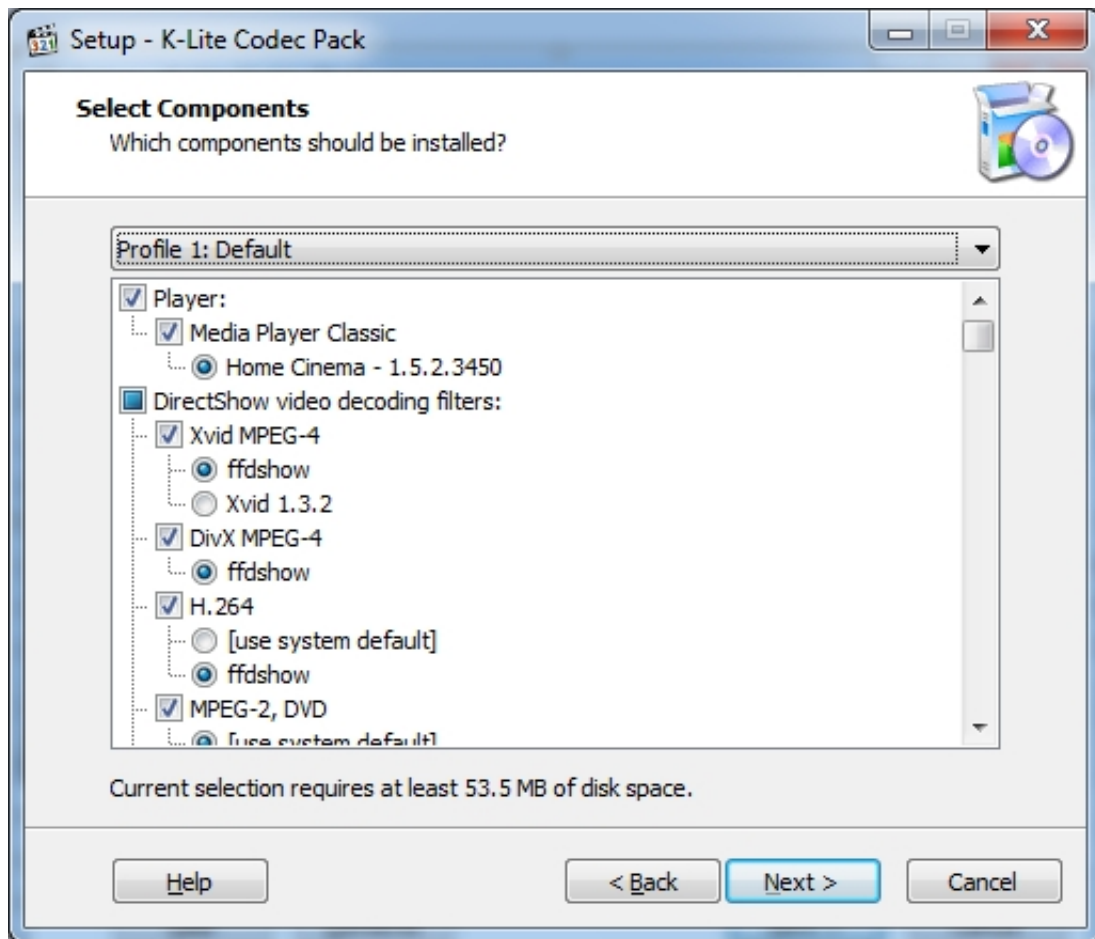 Setup - K-Lite Codec Pack
Select Components
Which components should be installed?
Profile 1: Default
Player:
Media Player Classic
Home Cinema - 1.5.2.3450
DirectShow video decoding filters:
Xvid MPEG-4
ffdshow
Xvid 1.3.2
DivX MPEG-4
ffdshow
H.264
[use system default]
ffdshow
MPEG-2, DVD
[use system default]
Current selection requires at least 53.5 MB of disk space.
Help
< Back
Next >
Cancel